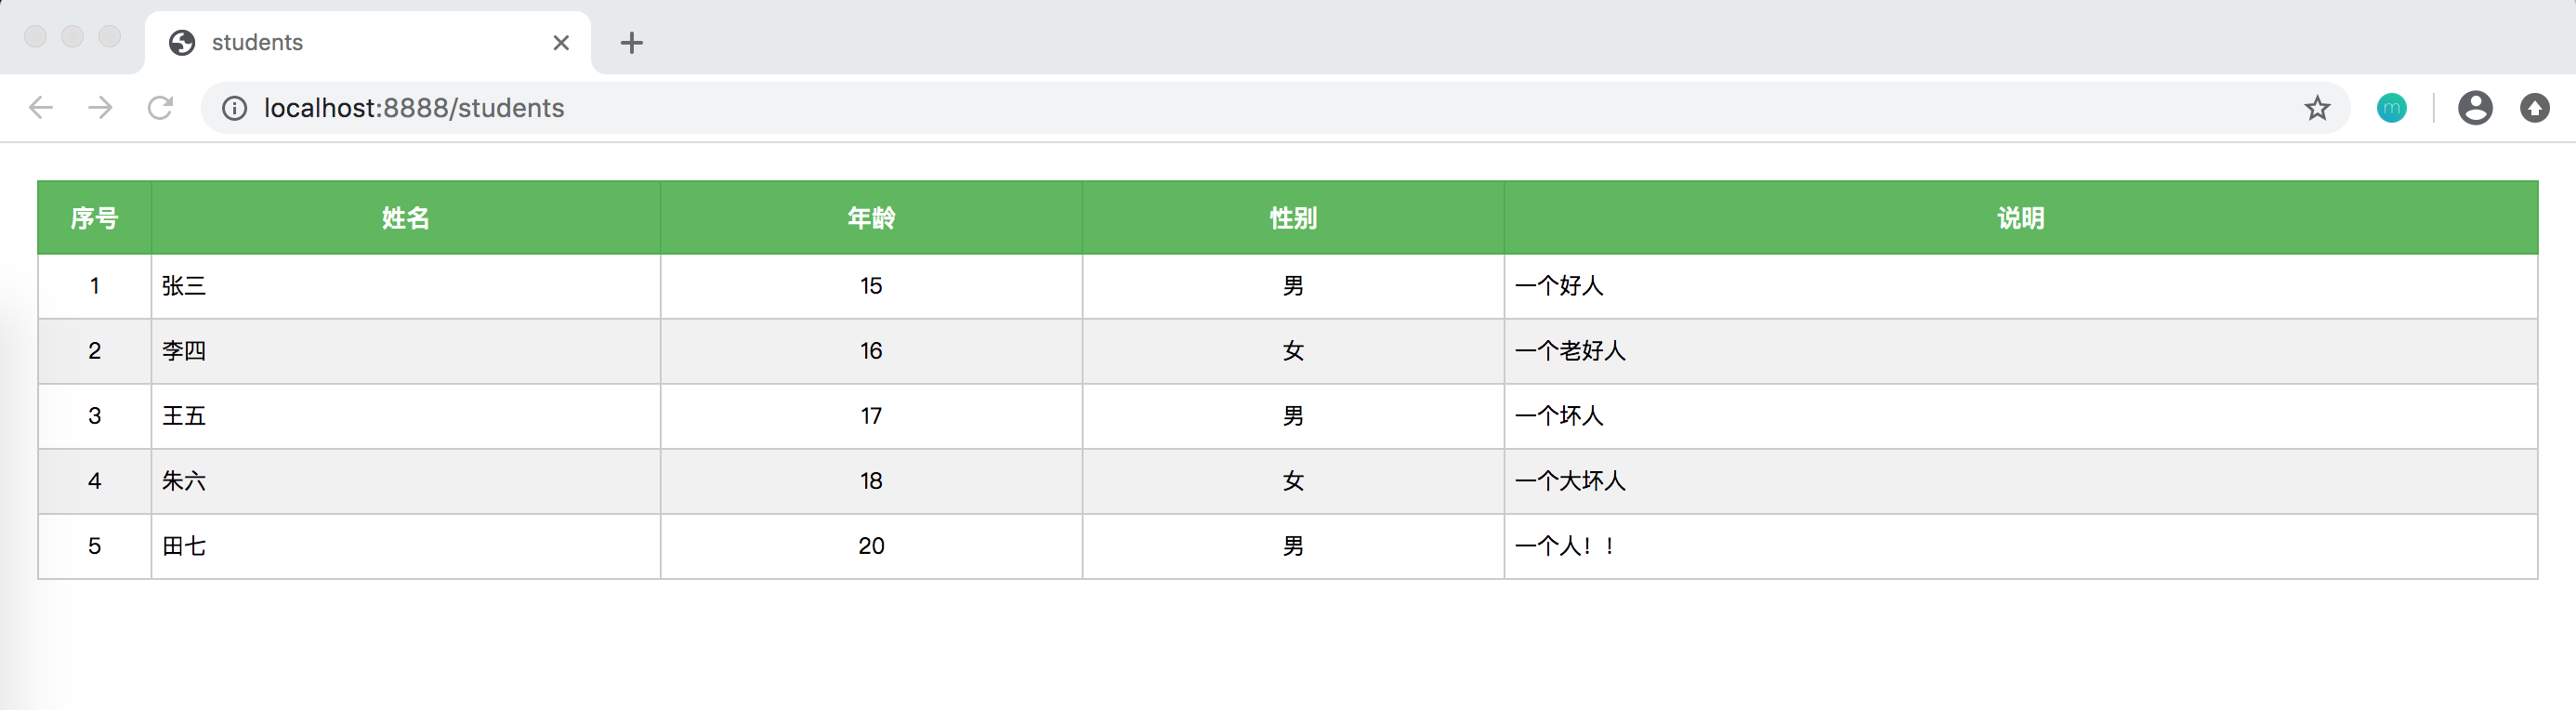 students
localhost:8888/students
序号 姓名 年龄 性别 说明
1 张三 15 男 一个好人
2 李四 16 女 一个老好人
3 王五 17 男 一个坏人
4 朱六 18 女 一个大坏人
5 田七 20 男 一个人！！